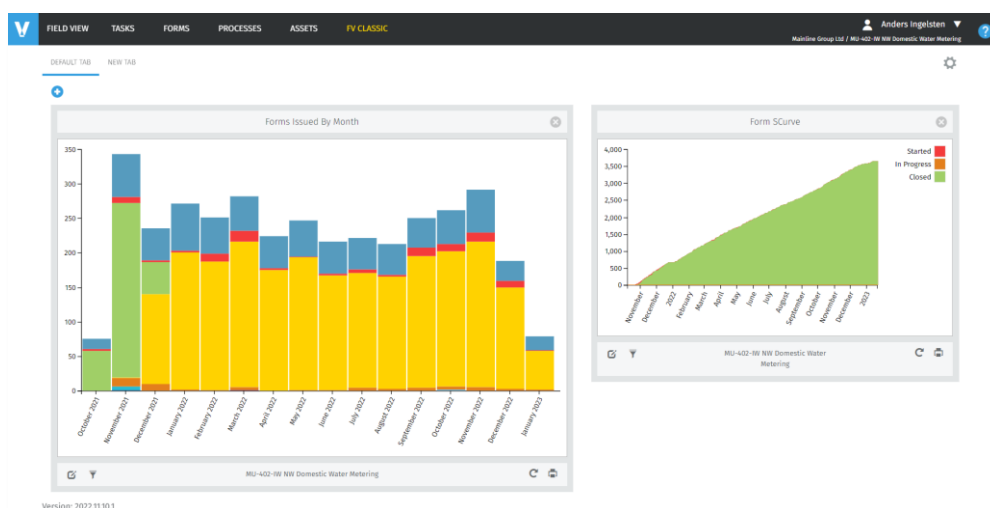 FIELD VIEW TASKS FORMS PROCESSES ASSETS FV CLASSIC
Anders Ingelsten
Mainline Group Ltd / MU-402-IW NW Domestic Water Metering
?
DEFAULT TAB NEW TAB
Forms Issued By Month
350
300
250
200
150
100
50
0
October 2021
November 2021
December 2021
January 2022
February 2022
March 2022
April 2022
May 2022
June 2022
July 2022
August 2022
September 2022
October 2022
November 2022
December 2022
January 2023
MU-402-IW NW Domestic Water Metering
Form SCurve
4,000
3,500
3,000
2,500
2,000
1,500
1,000
500
0
Started
In Progress
Closed
November
December
2022
February
March
April
May
June
July
August
September
October
November
December
2023
MU-402-IW NW Domestic Water
Metering
Version: 2022.11.10.1